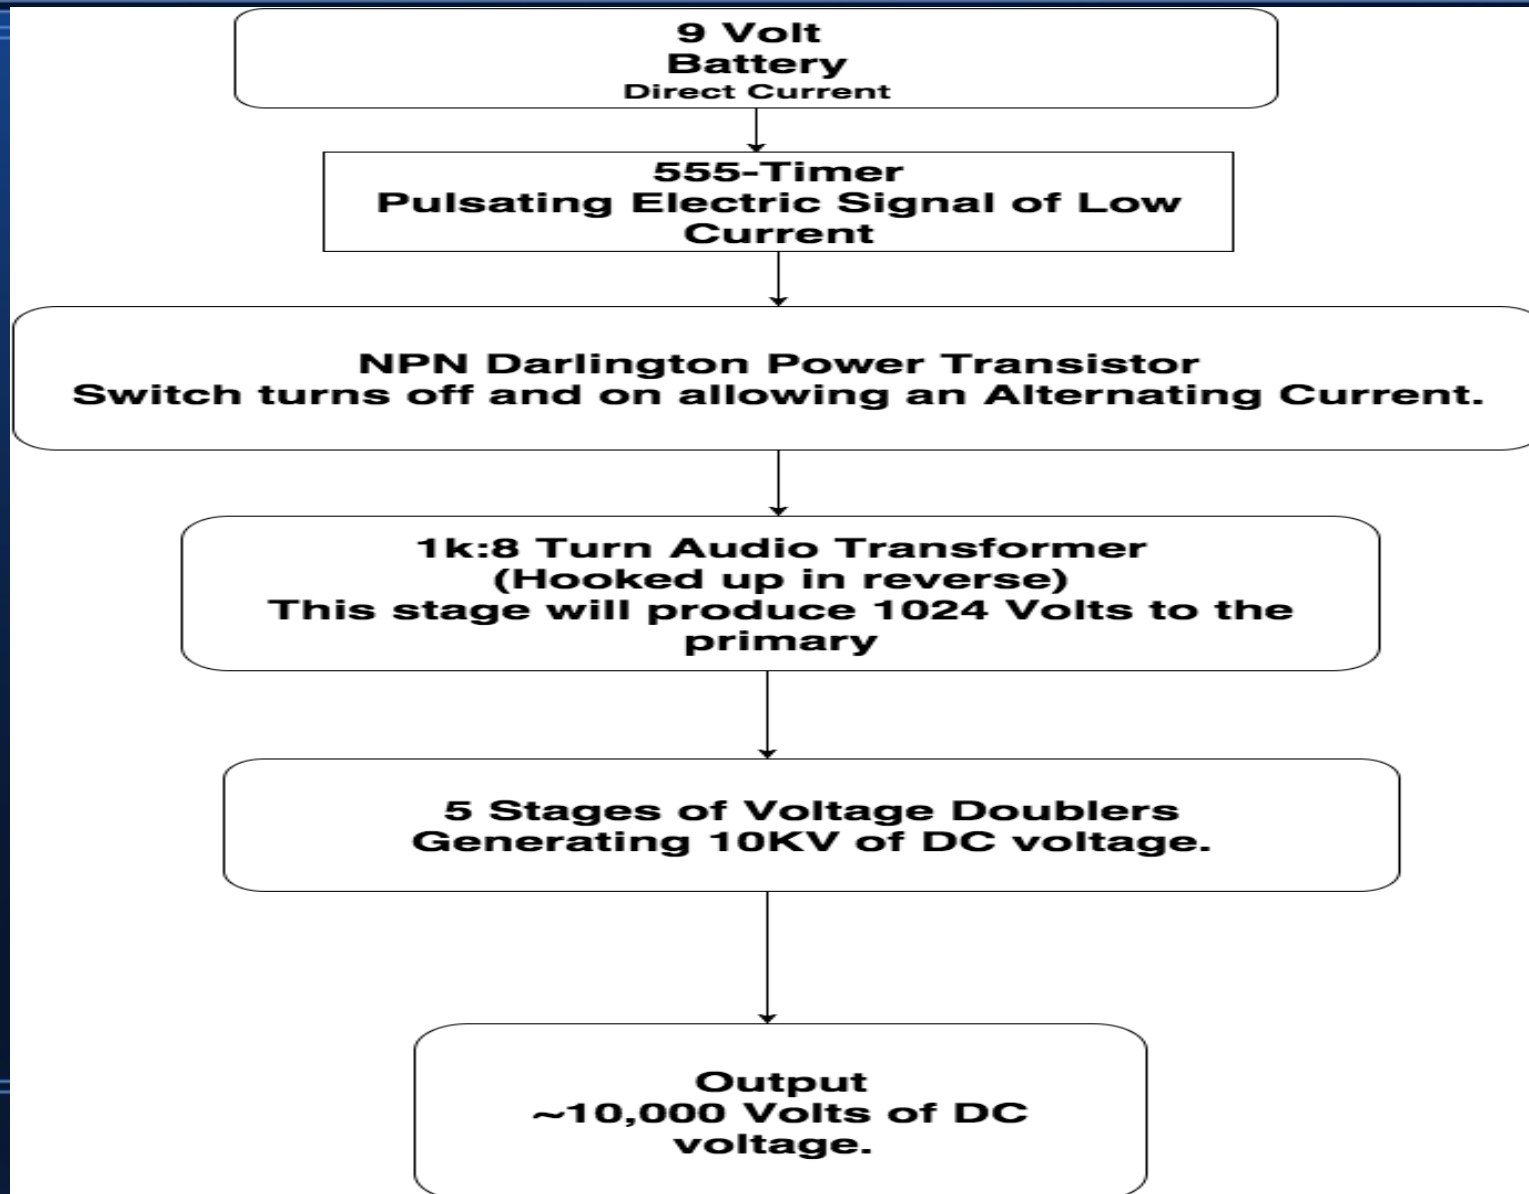 9 Volt
Battery
Direct Current
555-Timer
Pulsating Electric Signal of Low
Current
NPN Darlington Power Transistor
Switch turns off and on allowing an Alternating Current.
1k:8 Turn Audio Transformer
(Hooked up in reverse)
This stage will produce 1024 Volts to the
primary
5 Stages of Voltage Doublers
Generating 10KV of DC voltage.
Output
~10,000 Volts of DC
voltage.